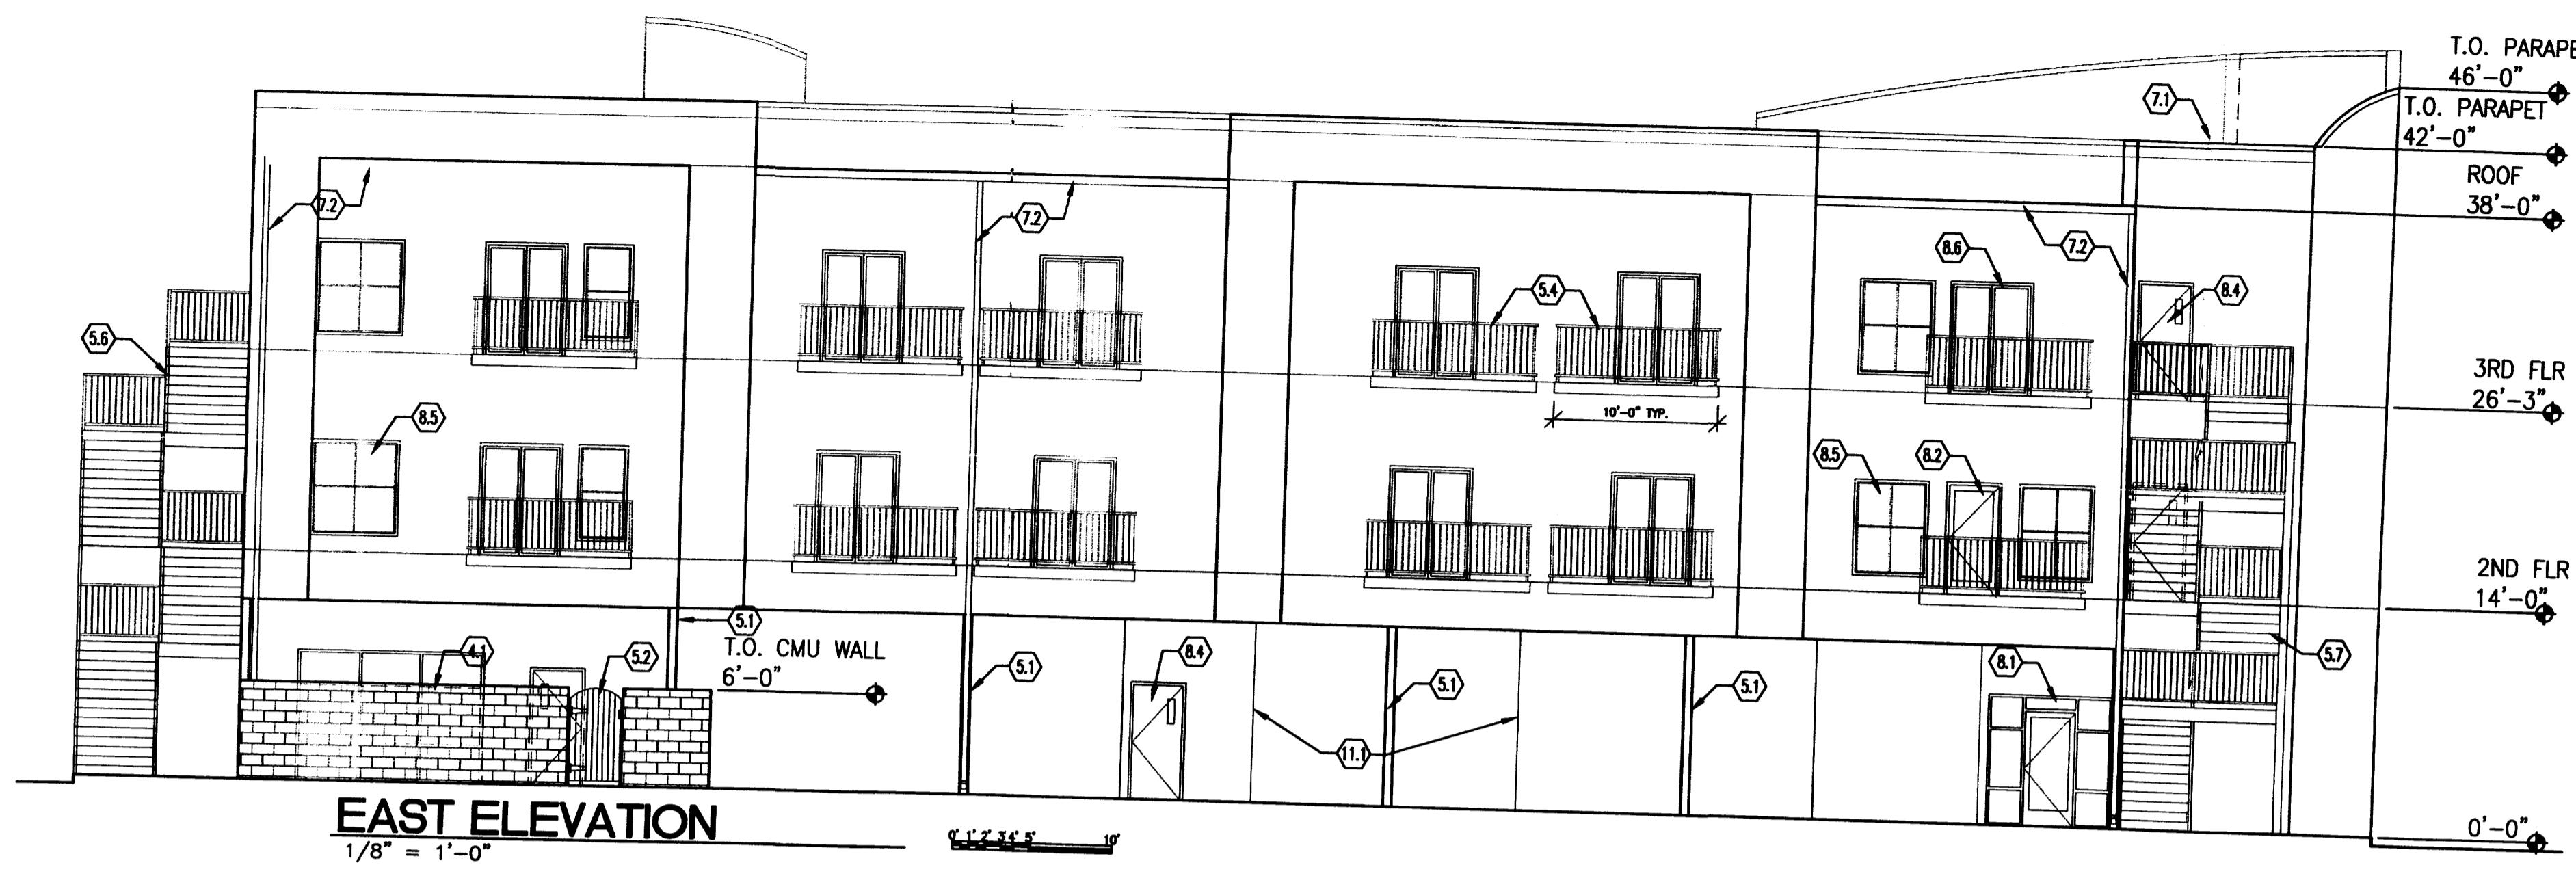 T.O. PARAPE
46'-0"
7.1
T.O. PARAPET
42'-0"
ROOF
38'-0"
7.2
7.2
8.6
7.2
8.4
5.4
5.6
3RD FLR
26'-3"
8.5
10'-0" TYP.
8.5
8.2
2ND FLR
14'-0"
5.1
4.1
5.2
T.O. CMU WALL
6'-0"
5.1
8.4
5.1
5.1
8.1
5.7
11.1
EAST ELEVATION
1/8" = 1'-0"
0' 1' 2' 3' 4' 5' 10'
0'-0"